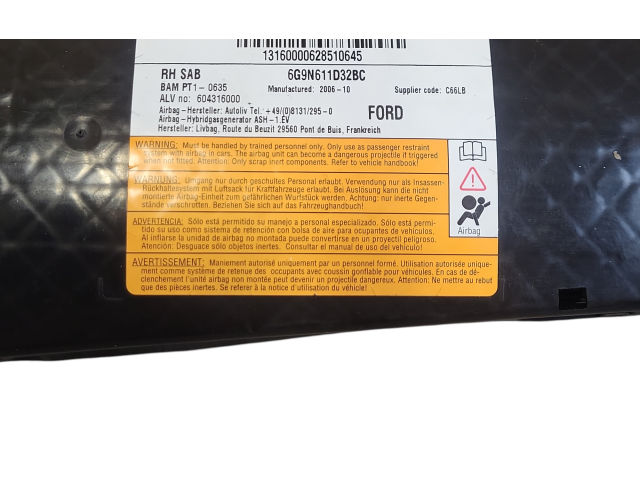 13160000628510645
RH SAB 6G9N611D32BC
BAM PT1- 0635 Manufactured: 2006-10 Supplier code: C66LB
ALV no: 604316000
Airbag-Hersteller: Autoliv Tel.:+49/(0)8131/295-0 FORD
Airbag-Hybridgasgenerator ASH-1.EV
Hersteller: Livbag, Route du Beuzit 29560 Pont de Buis, Frankreich
WARNING: Must be handled by trained personnel only. Only use as passenger restraint
system with airbag in cars. The airbag unit can become a dangerous projectile if triggered
when not fitted. Attention: Only scrap inert components. Refer to vehicle handbook!
WARNUNG: Umgang nur durch geschultes Personal erlaubt. Verwendung nur als Insassen-
Rückhaltesystem mit Luftsack für Kraftfahrzeuge erlaubt. Bei Auslösung kann die nicht
montierte Airbag-Einheit zum gefährlichen Wurfstück werden. Achtung: nur inerte Gegen-
stände verschrotten. Beziehen Sie sich auf das Fahrzeughandbuch!
Airbag
ADVERTENCIA: Sólo está permitido su manejo a personal especializado. Sólo está permi-
tido su uso como sistema de retención con bolsa de aire para ocupantes de vehículos.
Al inflarse la unidad de airbag no montada puede convertirse en un proyectil peligroso.
Atención: Desguace sólo objetos inertes. Consultar el manual de uso del vehículo!
AVERTISSEMENT: Maniement autorisé uniquement par un personnel formé. Utilisation autorisée unique-
ment comme système de retenue des occupants avec coussin gonflable pour véhicules. En cas de dé-
clenchement l'unité airbag non montée peut devenir un projectile dangereux. Attention: Ne mettre au rebut
que des pièces inertes. Se referer à la notice d'utilisation du véhicule!